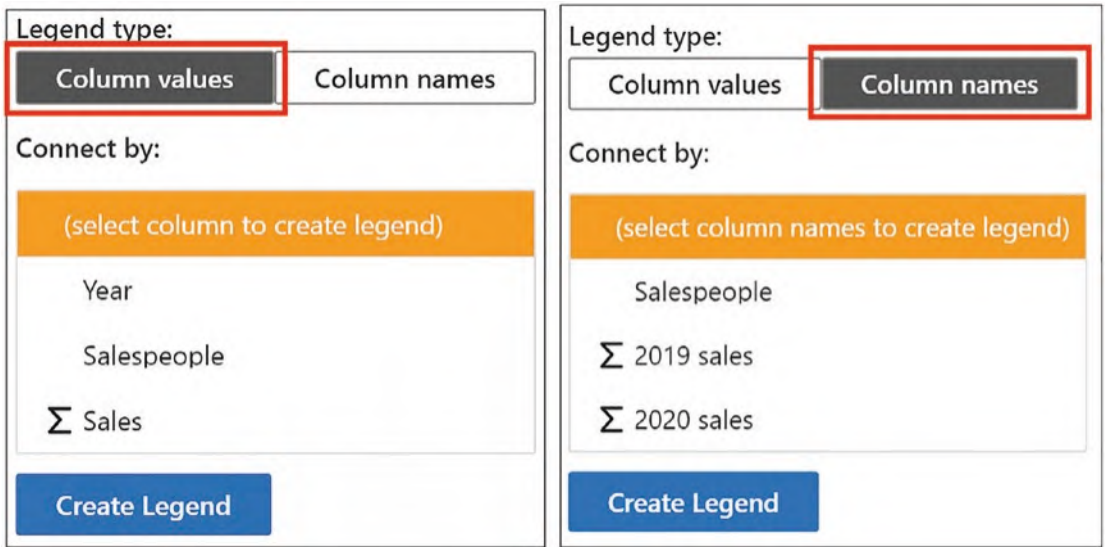 Legend type:
Column values
Column names
Connect by:
(select column to create legend)
Year
Salespeople
Σ Sales
Create Legend
Legend type:
Column values
Column names
Connect by:
(select column names to create legend)
Salespeople
Σ 2019 sales
Σ 2020 sales
Create Legend